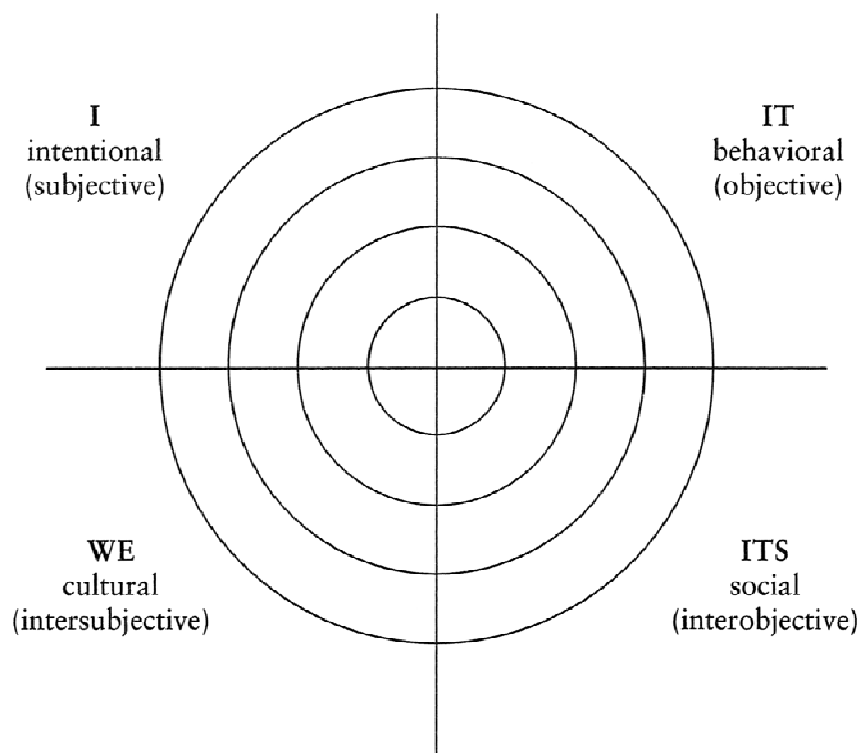 I
intentional
(subjective)
IT
behavioral
(objective)
WE
cultural
(intersubjective)
ITS
social
(interobjective)